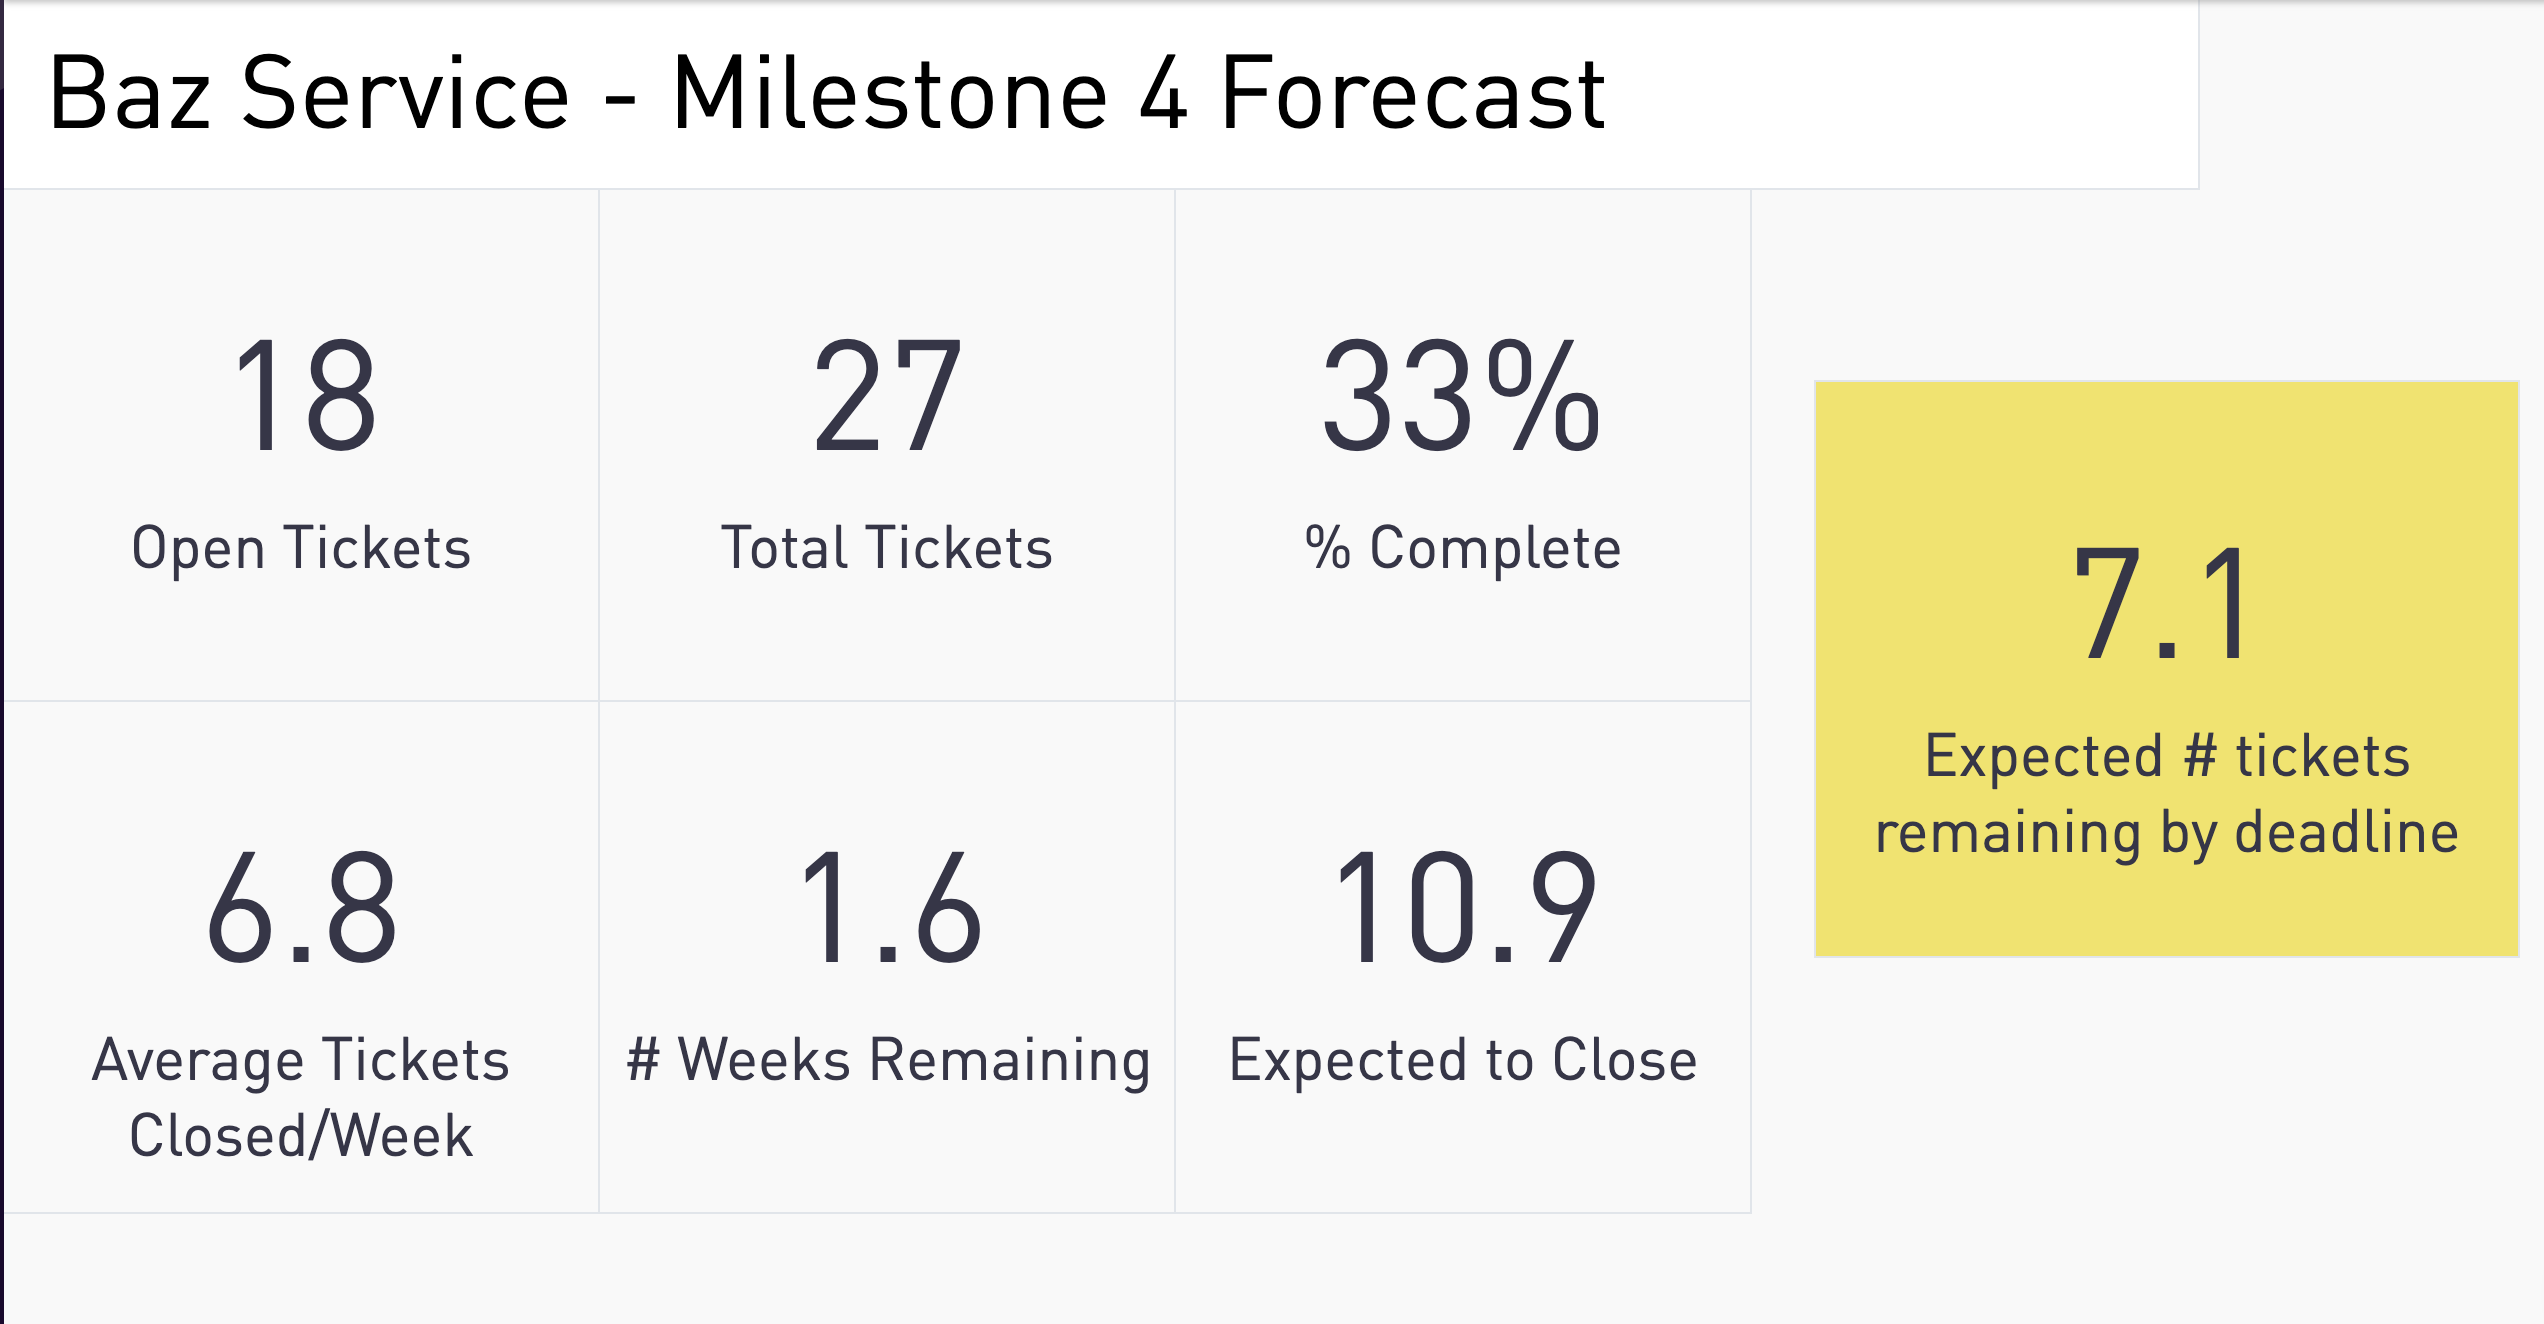 Baz Service - Milestone 4 Forecast
18
Open Tickets
27
Total Tickets
33%
% Complete
6.8
Average Tickets
Closed/Week
1.6
# Weeks Remaining
10.9
Expected to Close
7.1
Expected # tickets
remaining by deadline